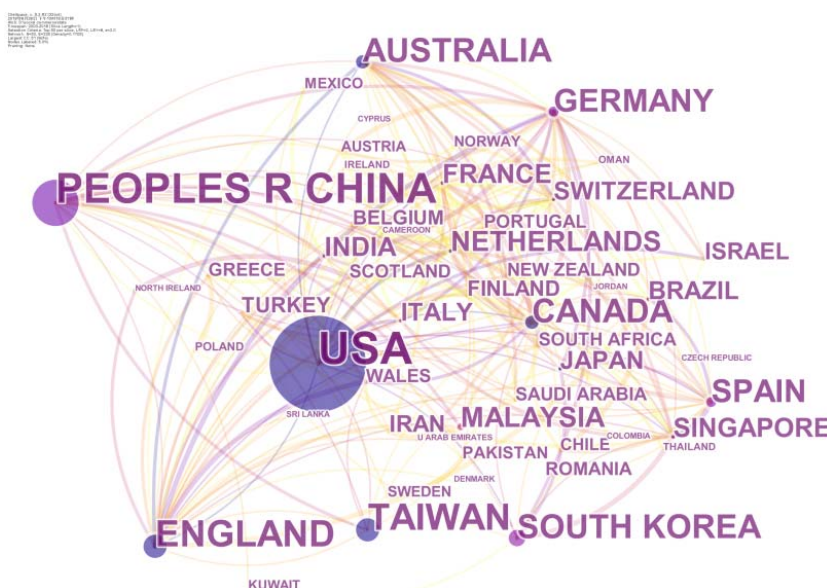 AUSTRALIA
MEXICO
GERMANY
CYPRUS
AUSTRIA
NORWAY
IRELAND
OMAN
FRANCE
PEOPLES R CHINA
SWITZERLAND
BELGIUM
PORTUGAL
CAMEROON
INDIA
NETHERLANDS
ISRAEL
GREECE
SCOTLAND
NEW ZEALAND
NORTH IRELAND
FINLAND
JORDAN
BRAZIL
TURKEY
ITALY
CANADA
SOUTH AFRICA
POLAND
USA
JAPAN
CZECH REPUBLIC
WALES
SPAIN
SAUDI ARABIA
SRI LANKA
IRAN
MALAYSIA
SINGAPORE
U ARAB EMIRATES
COLOMBIA
CHILE
THAILAND
PAKISTAN
ROMANIA
DENMARK
SWEDEN
TAIWAN
ENGLAND
SOUTH KOREA
KUWAIT